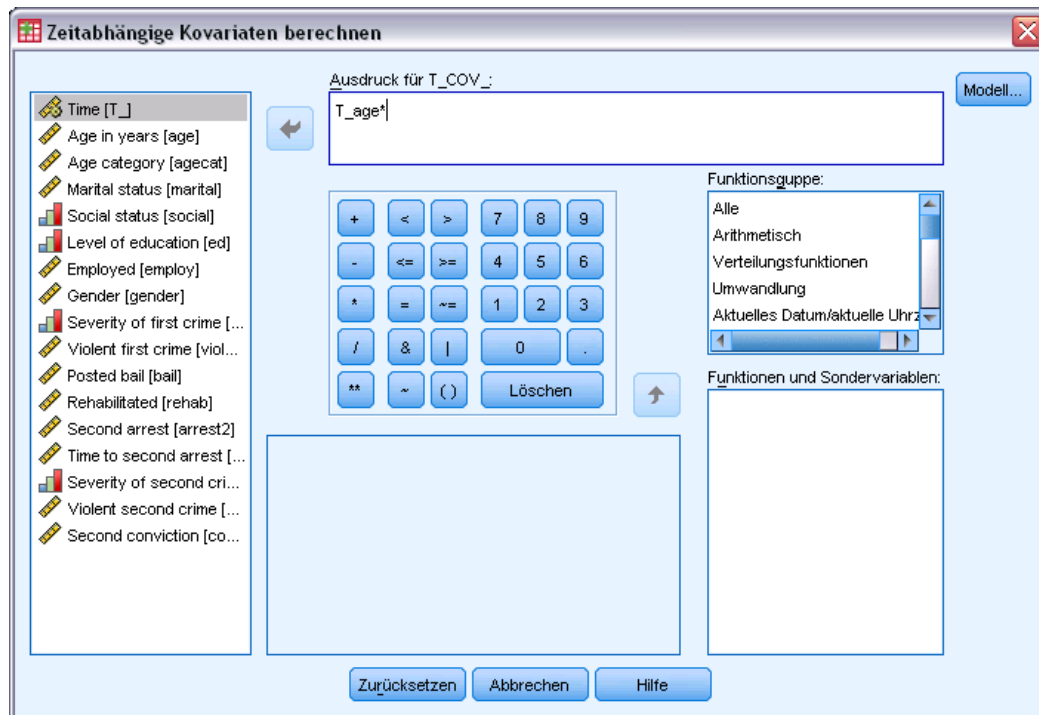 Zeitabhängige Kovariaten berechnen
Ausdruck für T_COV_:
T_age*
Modell...
Time [T_]
Age in years [age]
Age category [agecat]
Marital status [marital]
Social status [social]
Level of education [ed]
Employed [employ]
Gender [gender]
Severity of first crime [...
Violent first crime [viol...
Posted bail [bail]
Rehabilitated [rehab]
Second arrest [arrest2]
Time to second arrest [...
Severity of second cri...
Violent second crime [...
Second conviction [co...
+ < > 7 8 9
- <= >= 4 5 6
* = ~= 1 2 3
/ & | 0 .
** ~ ( ) Löschen
Funktionsgruppe:
Alle
Arithmetisch
Verteilungsfunktionen
Umwandlung
Aktuelles Datum/aktuelle Uhrz
Funktionen und Sondervariablen:
Zurücksetzen Abbrechen Hilfe